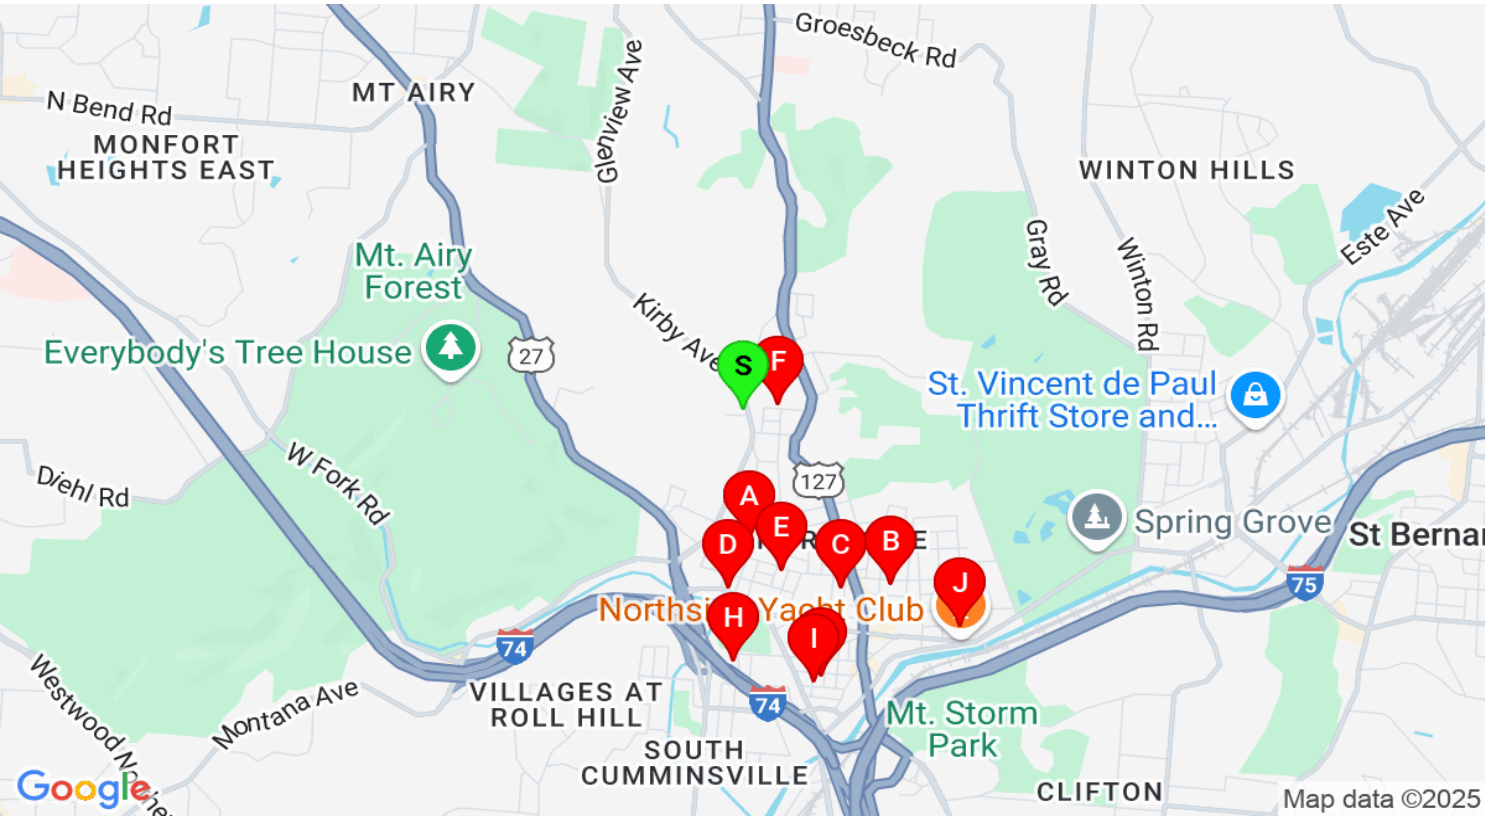 Groesbeck Rd
MT AIRY
N Bend Rd
Glenview Ave
MONFORT
HEIGHTS EAST
WINTON HILLS
Este Ave
Gray Rd
Winton Rd
Mt. Airy
Forest
Kirby Ave
Everybody's Tree House
27
S
F
St. Vincent de Paul
Thrift Store and...
W Fork Rd
Diehl Rd
127
A
Spring Grove
St Bernar
E
D
C
B
J
75
Northsi Yacht Club
H
I
74
74
VILLAGES AT
ROLL HILL
Westwood No
Montana Ave
Mt. Storm
Park
SOUTH
CUMMINSVILLE
CLIFTON
Google
Map data ©2025